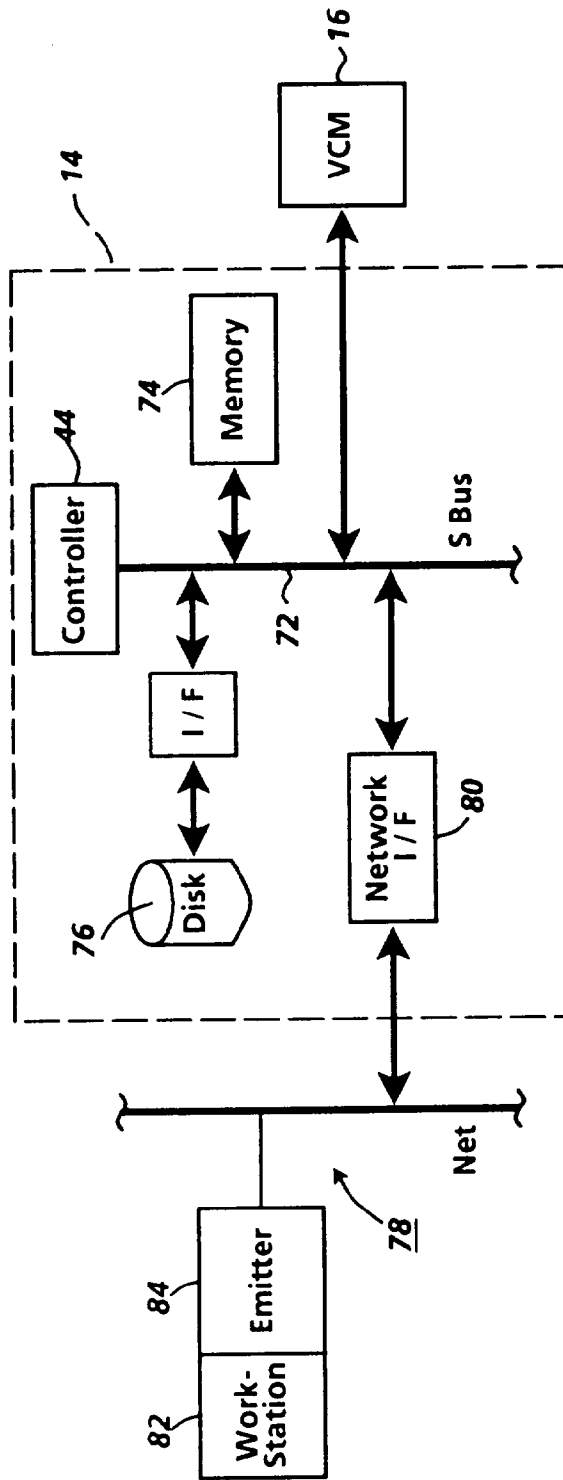 14
44
Controller
74
Memory
16
VCM
76
Disk
I / F
72
S Bus
Network
I / F
80
82
84
Work-
Station
Emitter
Net
78